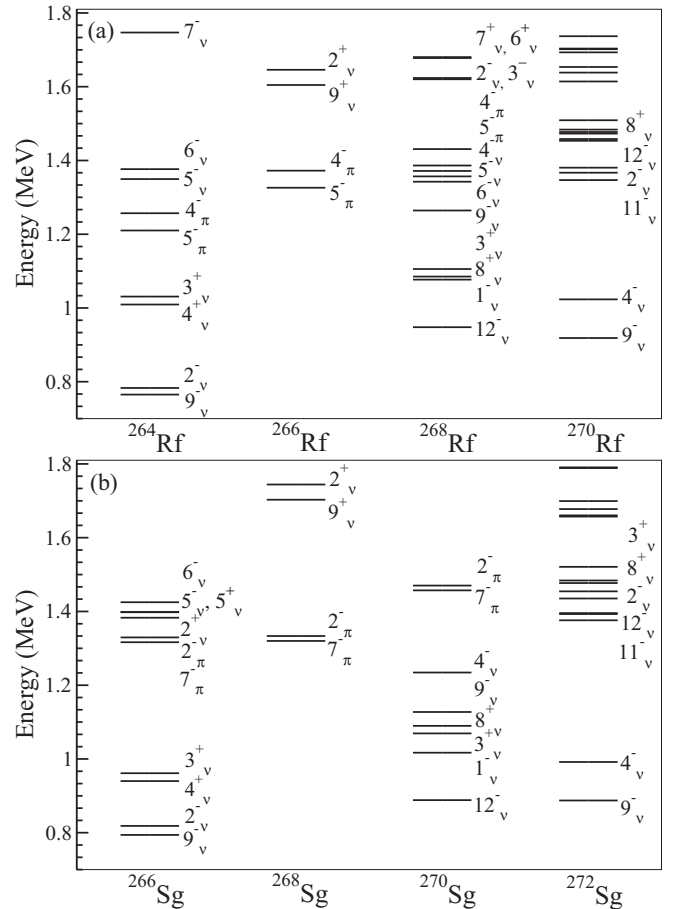 (a)
Energy (MeV)
1.8
1.6
1.4
1.2
1
0.8
7⁻ν
6⁻ν
5⁻ν
4⁻π
5⁻π
3⁺ν
4⁺ν
2⁻ν
9⁻ν
2⁺ν
9⁺ν
4⁻π
5⁻π
7⁺ν, 6⁺ν
2⁻ν, 3⁻ν
4⁻π
5⁻π
4⁻ν
5⁻ν
6⁻ν
9⁻ν
3⁺ν
8⁺ν
1⁻ν
12⁻ν
8⁺ν
12⁻ν
2⁻ν
11⁻ν
4⁻ν
9⁻ν
²⁶⁴Rf ²⁶⁶Rf ²⁶⁸Rf ²⁷⁰Rf
(b)
Energy (MeV)
1.8
1.6
1.4
1.2
1
0.8
6⁻ν
5⁻ν, 5⁺ν
2⁺ν
2⁻π
7⁻π
3⁺ν
4⁺ν
2⁻ν
9⁻ν
2⁺ν
9⁺ν
2⁻π
7⁻π
2⁻π
7⁻π
4⁻ν
9⁻ν
8⁺ν
3⁺ν
1⁻ν
12⁻ν
3⁺ν
8⁺ν
2⁻ν
12⁻ν
11⁻ν
4⁻ν
9⁻ν
²⁶⁶Sg ²⁶⁸Sg ²⁷⁰Sg ²⁷²Sg